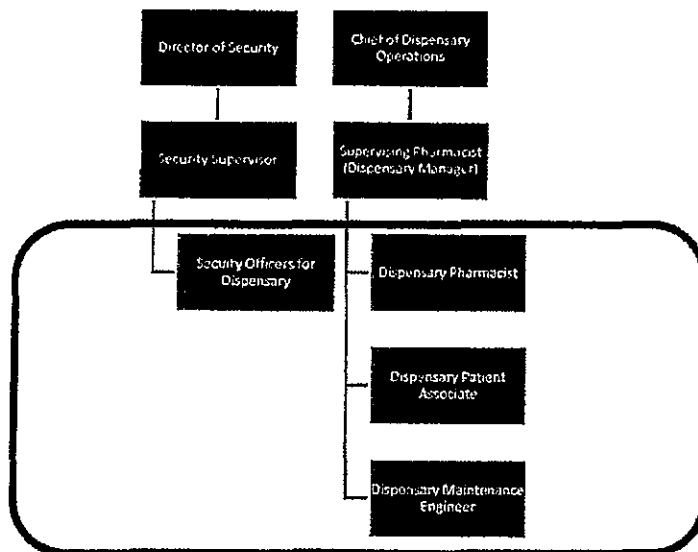 Director of Security
Chief of Dispensary
Operations
Security Supervisor
Supervising Pharmacist
(Dispensary Manager)
Security Officers for
Dispensary
Dispensary Pharmacist
Dispensary Patient
Associate
Dispensary Maintenance
Engineer